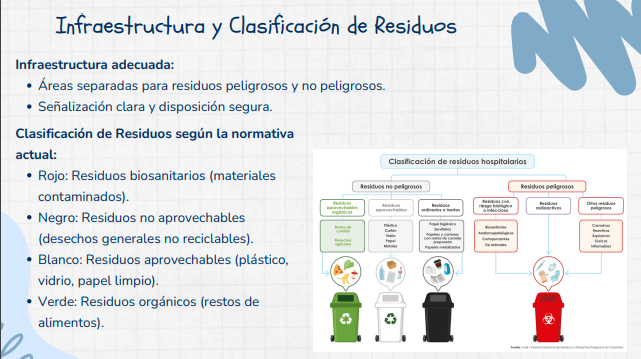 Infraestructura y Clasificación de Residuos
Infraestructura adecuada:
Áreas separadas para residuos peligrosos y no peligrosos.
Señalización clara y disposición segura.
Clasificación de Residuos según la normativa
actual:
Rojo: Residuos biosanitarios (materiales
contaminados).
Negro: Residuos no aprovechables
(desechos generales no reciclables).
Blanco: Residuos aprovechables (plástico,
vidrio, papel limpio).
Verde: Residuos orgánicos (restos de
alimentos).
Clasificación de residuos hospitalarios
Residuos no peligrosos
Residuos peligrosos
Residuos
aprovechables
orgánicos
Residuos
aprovechables
Residuos
ordinarios e inertes
Residuos con
riesgo biológico
o infeccioso
Residuos
radioactivos
Otros residuos
peligrosos
Restos de
comida
Desechos
agrícolas
Plástico
Cartón
Vidrio
Papel
Metales
Papel higiénico
Servilletas
Papeles y cartones
con restos de comida
preparada
Papeles metalizados
Biosanitarios
Anatomopatológicos
Cortopunzantes
De animales
Corrosivos
Reactivos
Explosivos
Tóxicos
Inflamables